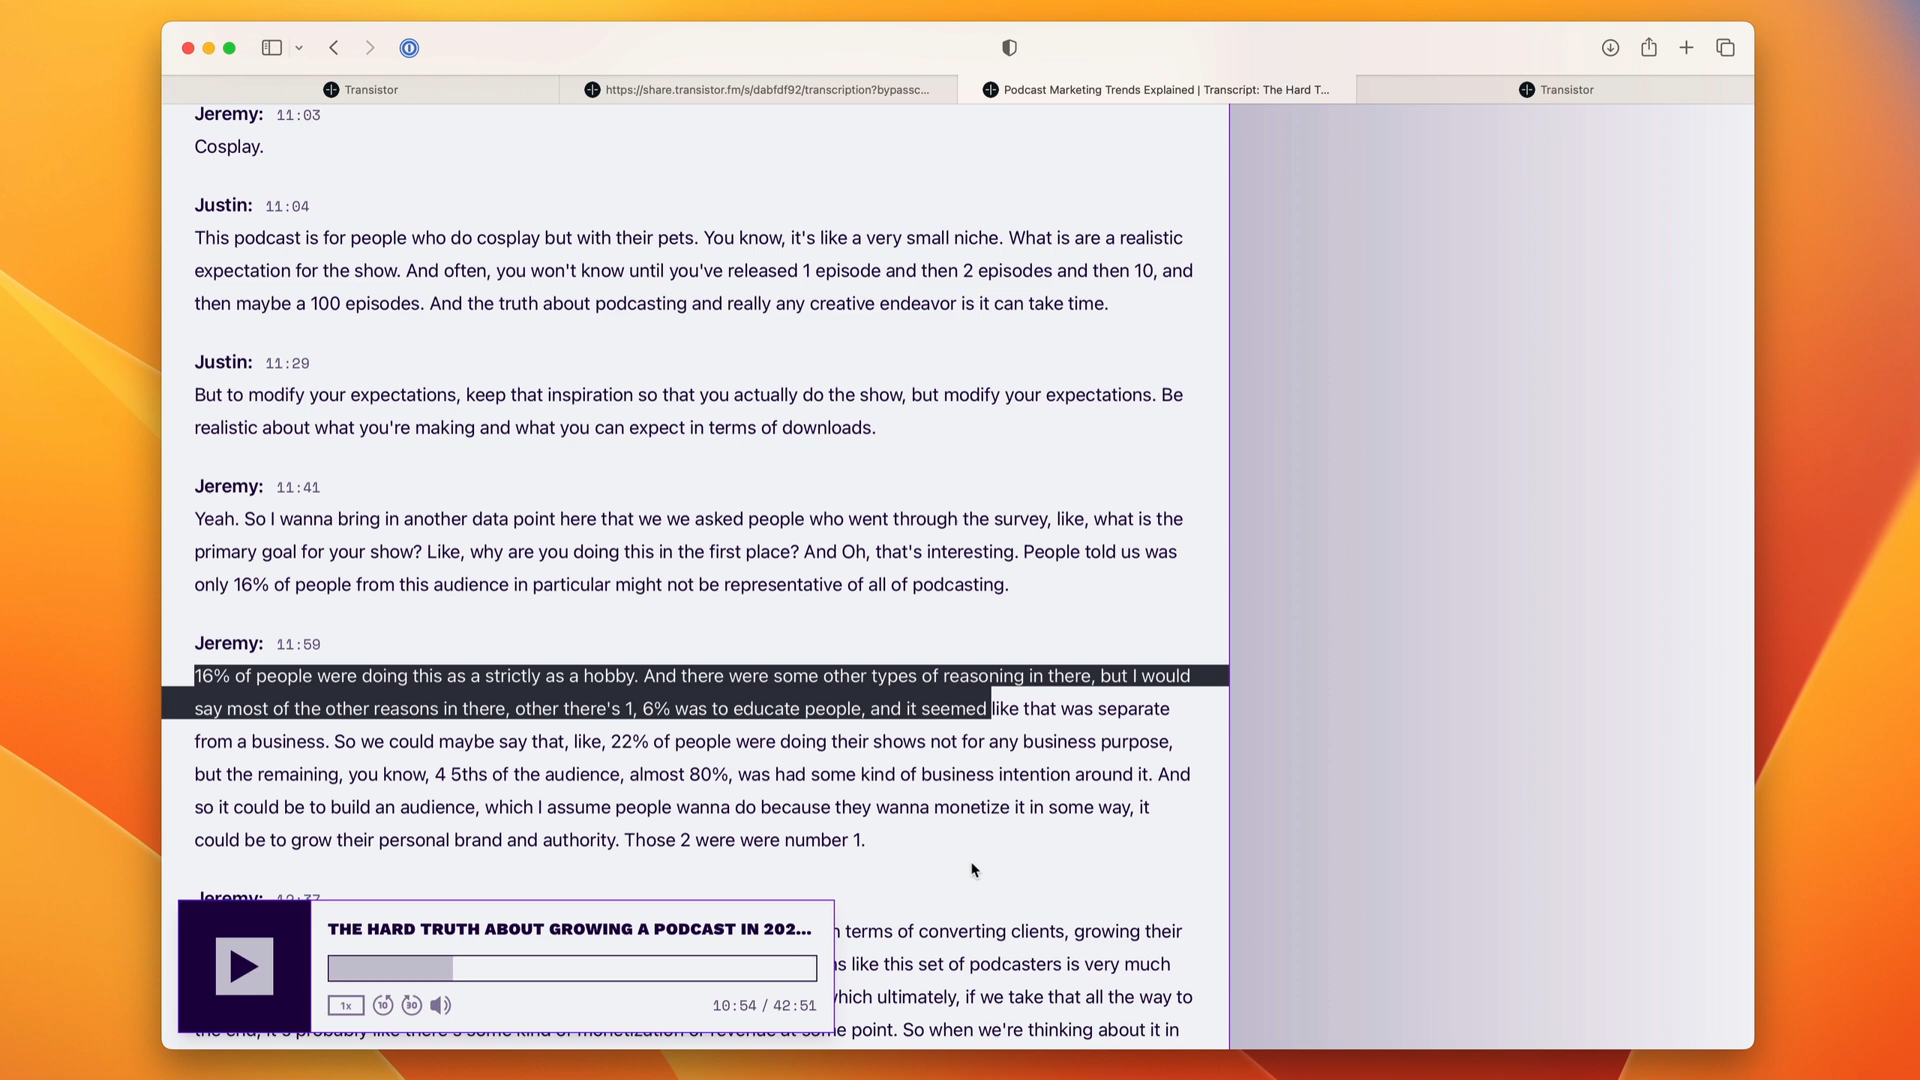 Transistor
https://share.transistor.fm/s/dabfdf92/transcription?bypassc...
Podcast Marketing Trends Explained | Transcript: The Hard T...
Transistor
Jeremy: 11:03
Cosplay.
Justin: 11:04
This podcast is for people who do cosplay but with their pets. You know, it's like a very small niche. What is are a realistic
expectation for the show. And often, you won't know until you've released 1 episode and then 2 episodes and then 10, and
then maybe a 100 episodes. And the truth about podcasting and really any creative endeavor is it can take time.
Justin: 11:29
But to modify your expectations, keep that inspiration so that you actually do the show, but modify your expectations. Be
realistic about what you're making and what you can expect in terms of downloads.
Jeremy: 11:41
Yeah. So I wanna bring in another data point here that we we asked people who went through the survey, like, what is the
primary goal for your show? Like, why are you doing this in the first place? And Oh, that's interesting. People told us was
only 16% of people from this audience in particular might not be representative of all of podcasting.
Jeremy: 11:59
16% of people were doing this as a strictly as a hobby. And there were some other types of reasoning in there, but I would
say most of the other reasons in there, other there's 1, 6% was to educate people, and it seemed like that was separate
from a business. So we could maybe say that, like, 22% of people were doing their shows not for any business purpose,
but the remaining, you know, 4 5ths of the audience, almost 80%, was had some kind of business intention around it. And
so it could be to build an audience, which I assume people wanna do because they wanna monetize it in some way, it
could be to grow their personal brand and authority. Those 2 were were number 1.
Jeremy: 12:37
terms of converting clients, growing their
like this set of podcasters is very much
which ultimately, if we take that all the way to
point. So when we're thinking about it in
THE HARD TRUTH ABOUT GROWING A PODCAST IN 202...
1x 10 30 10:54 / 42:51